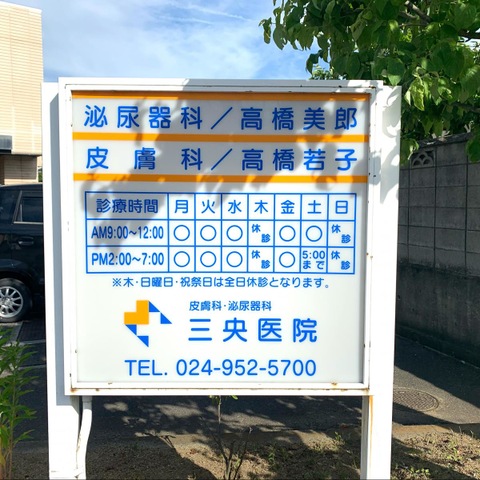 泌尿器科／高橋美郎
皮膚科／高橋若子
診療時間 月 火 水 木 金 土 日
AM9:00〜12:00 ○ ○ ○ 休診 ○ ○ 休診
PM2:00〜7:00 ○ ○ ○ 休診 ○ 5:00まで 休診
※木・日曜日・祝祭日は全日休診となります。
皮膚科・泌尿器科
三央医院
TEL. 024-952-5700